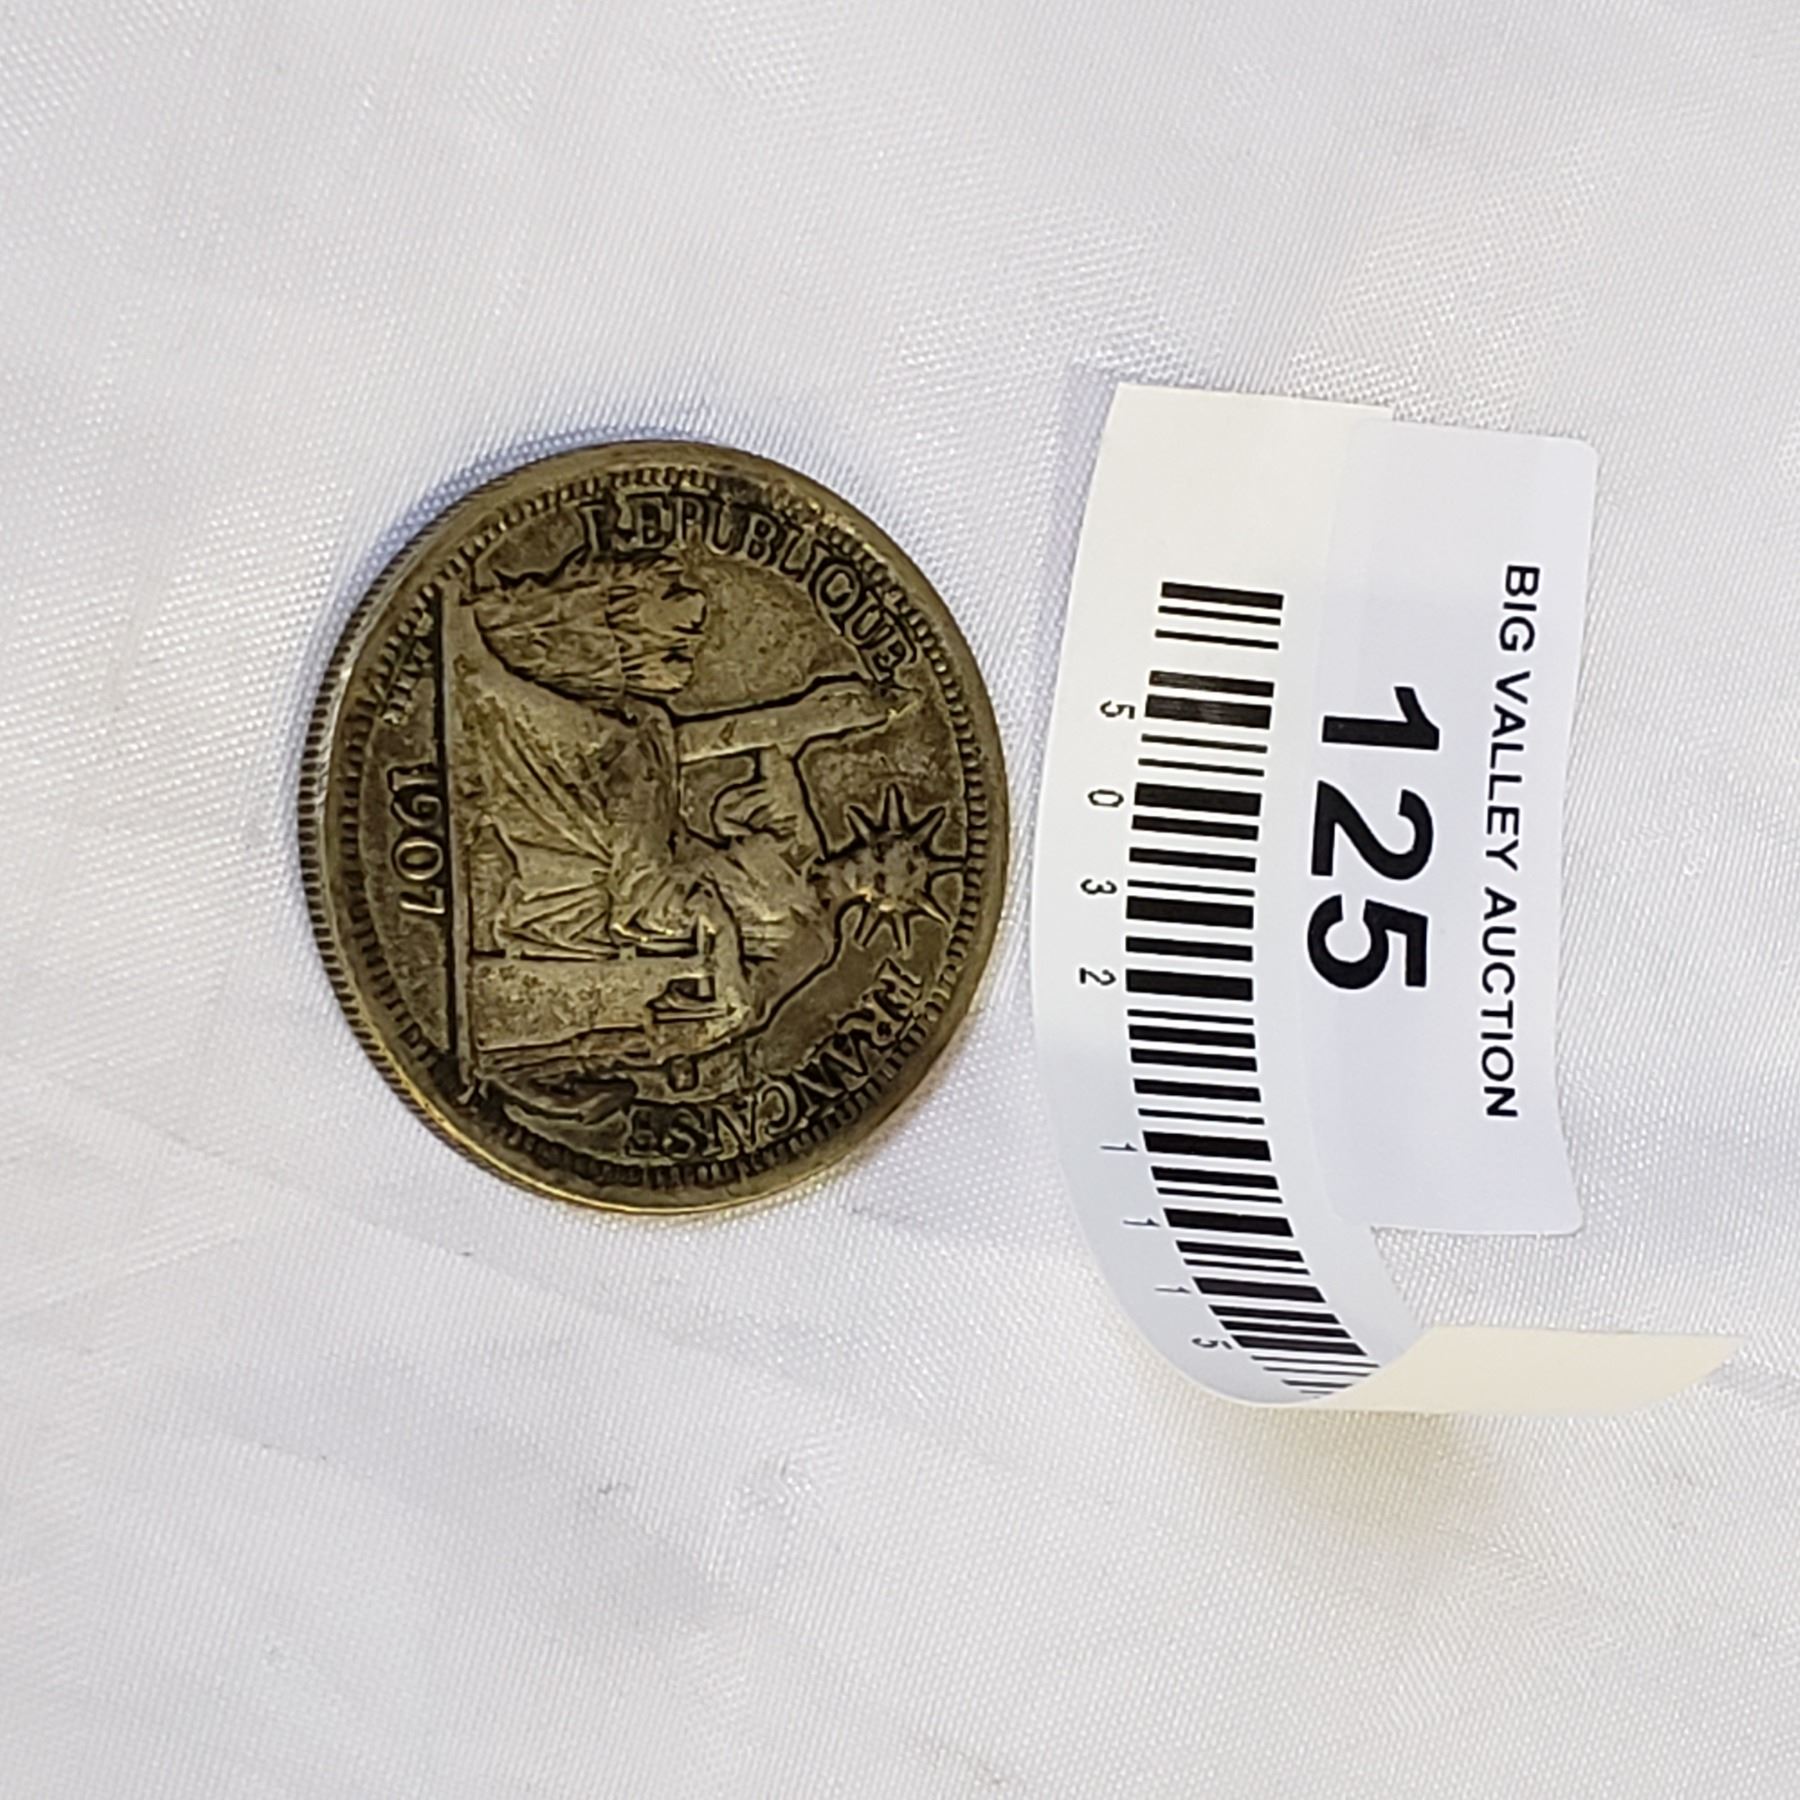 BIG VALLEY AUCTION
125
5 0 3 2 1 1 1 5
REPUBLIQUE FRANCAISE
1907